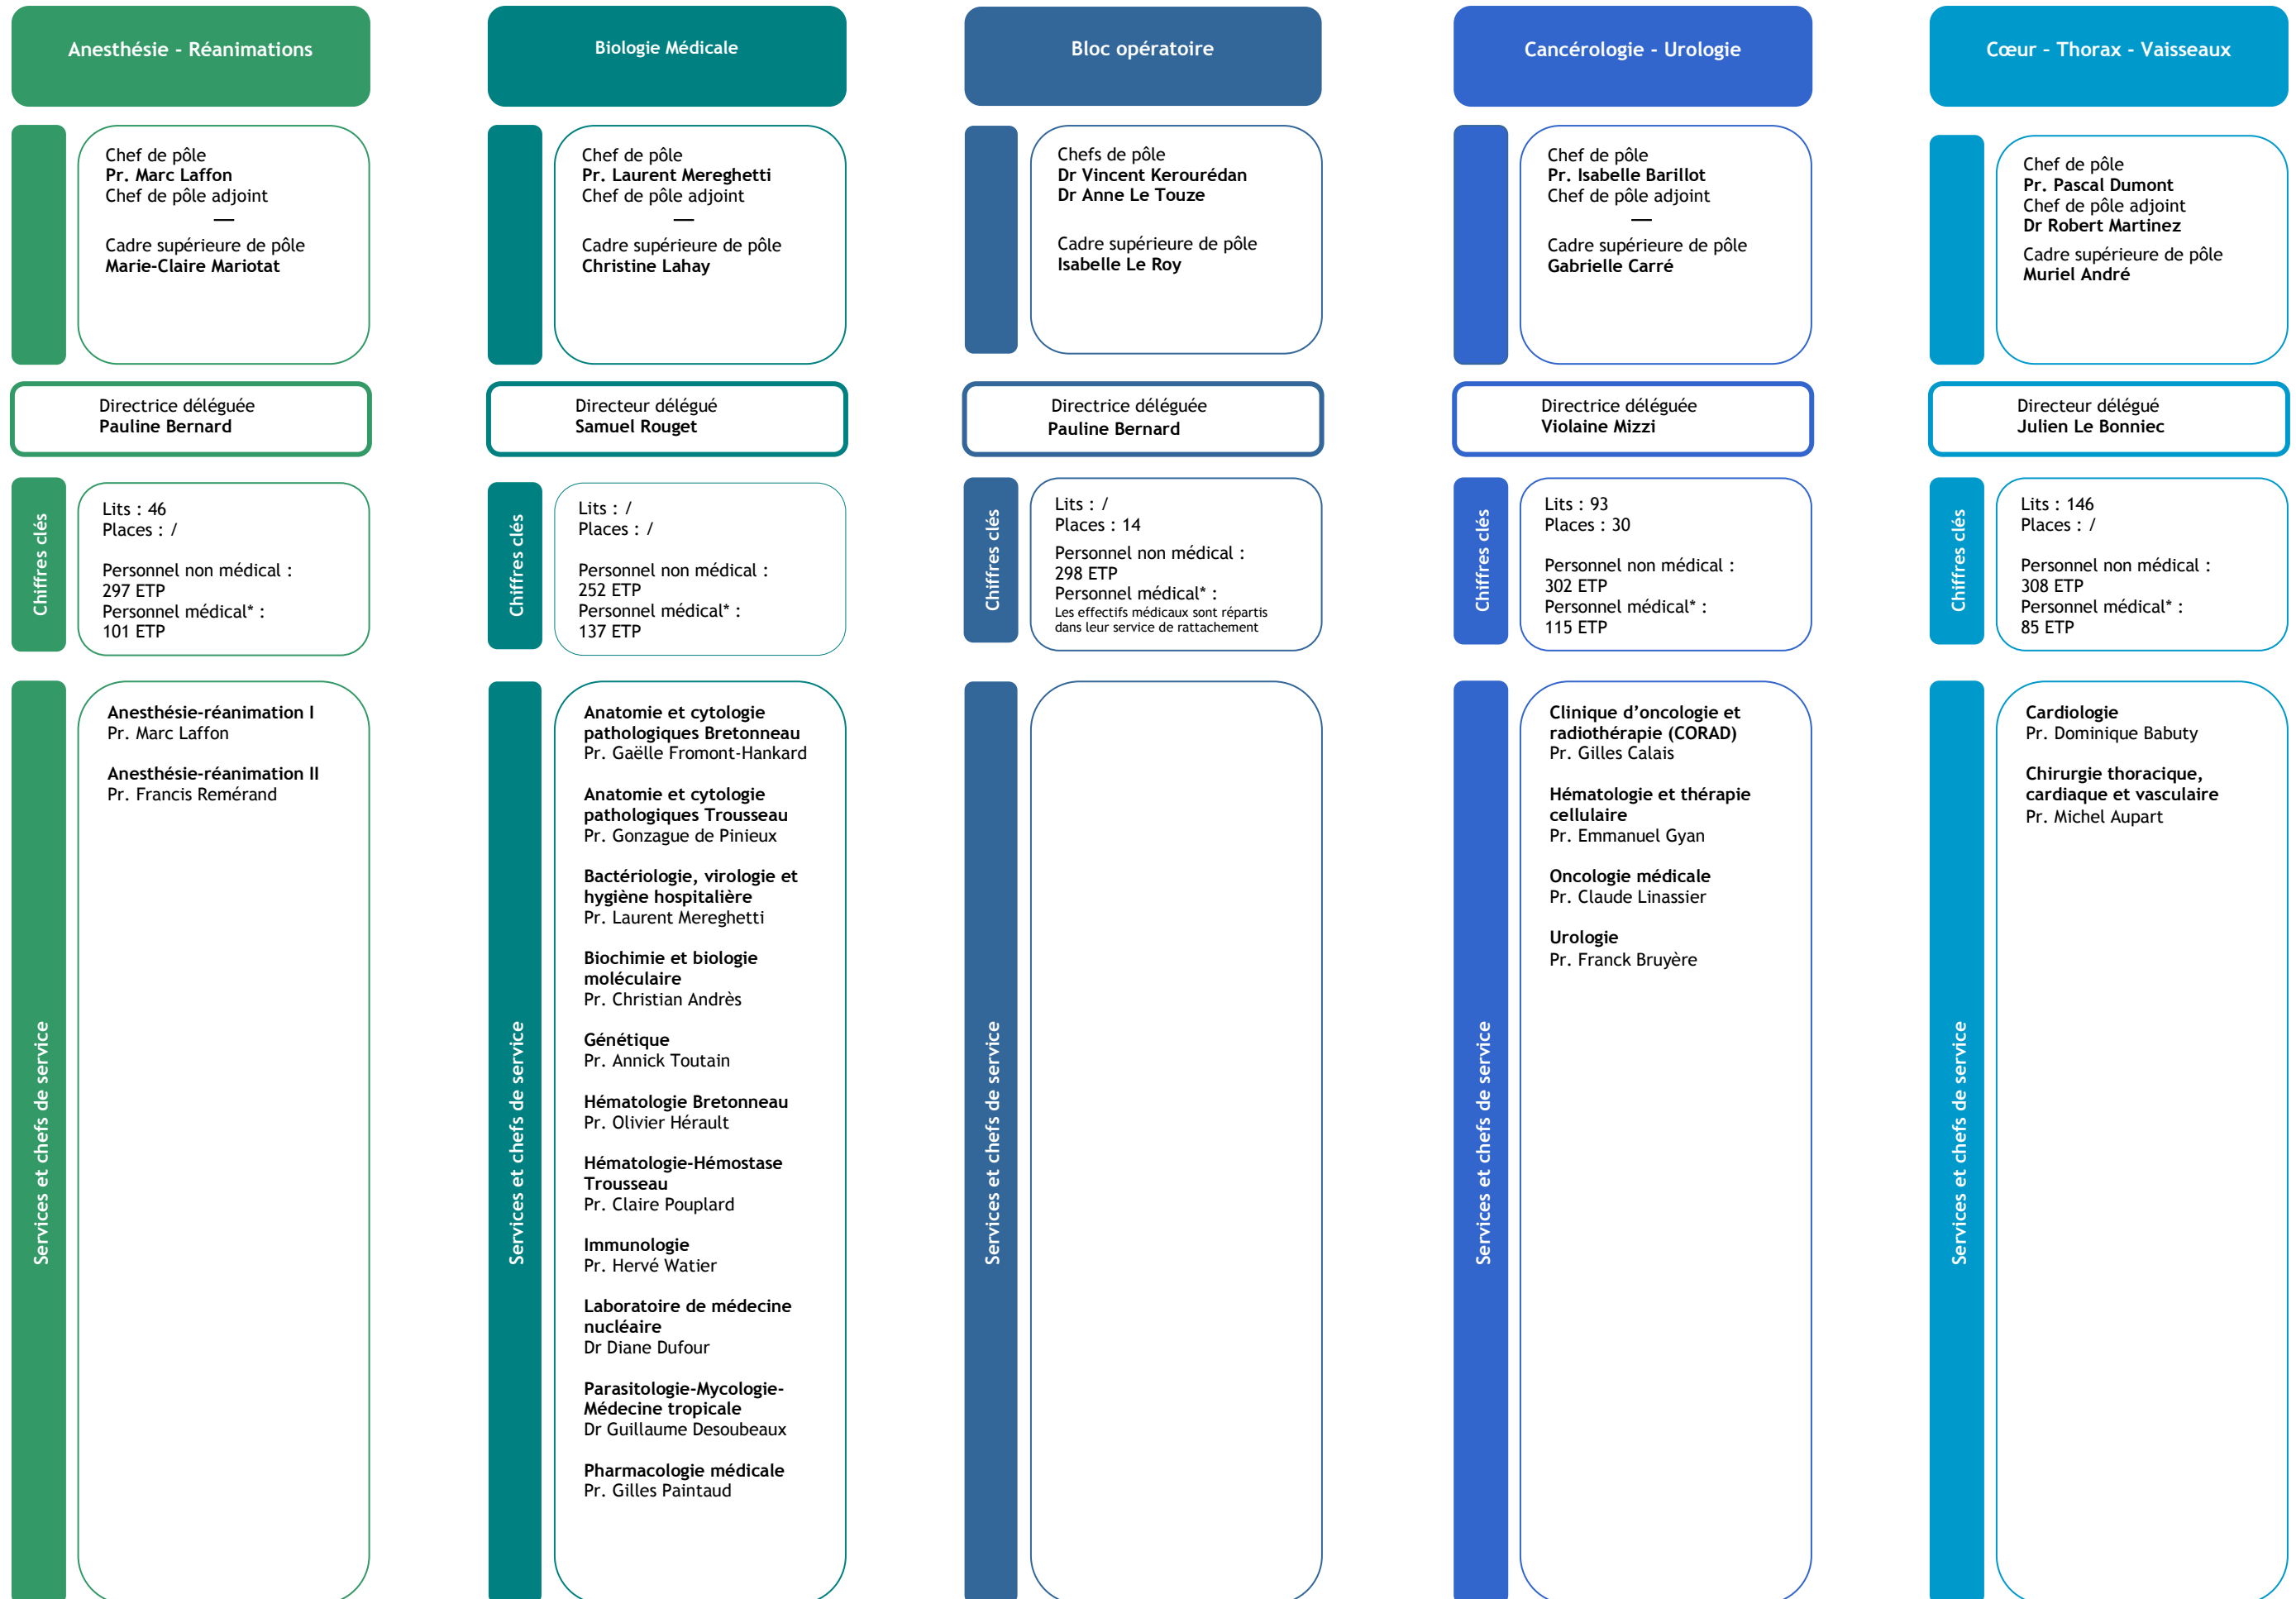 Anesthésie - Réanimations
Chef de pôle
Pr. Marc Laffon
Chef de pôle adjoint
—
Cadre supérieure de pôle
Marie-Claire Mariotat
Directrice déléguée
Pauline Bernard
Chiffres clés
Lits : 46
Places : /
Personnel non médical :
297 ETP
Personnel médical* :
101 ETP
Services et chefs de service
Anesthésie-réanimation I
Pr. Marc Laffon
Anesthésie-réanimation II
Pr. Francis Remérand
Biologie Médicale
Chef de pôle
Pr. Laurent Mereghetti
Chef de pôle adjoint
—
Cadre supérieure de pôle
Christine Lahay
Directeur délégué
Samuel Rouget
Chiffres clés
Lits : /
Places : /
Personnel non médical :
252 ETP
Personnel médical* :
137 ETP
Services et chefs de service
Anatomie et cytologie
pathologiques Bretonneau
Pr. Gaëlle Fromont-Hankard
Anatomie et cytologie
pathologiques Trousseau
Pr. Gonzague de Pinieux
Bactériologie, virologie et
hygiène hospitalière
Pr. Laurent Mereghetti
Biochimie et biologie
moléculaire
Pr. Christian Andrès
Génétique
Pr. Annick Toutain
Hématologie Bretonneau
Pr. Olivier Hérault
Hématologie-Hémostase
Trousseau
Pr. Claire Pouplard
Immunologie
Pr. Hervé Watier
Laboratoire de médecine
nucléaire
Dr Diane Dufour
Parasitologie-Mycologie-
Médecine tropicale
Dr Guillaume Desoubeaux
Pharmacologie médicale
Pr. Gilles Paintaud
Bloc opératoire
Chefs de pôle
Dr Vincent Kerourédan
Dr Anne Le Touze
Cadre supérieure de pôle
Isabelle Le Roy
Directrice déléguée
Pauline Bernard
Chiffres clés
Lits : /
Places : 14
Personnel non médical :
298 ETP
Personnel médical* :
Les effectifs médicaux sont répartis
dans leur service de rattachement
Services et chefs de service
Cancérologie - Urologie
Chef de pôle
Pr. Isabelle Barillot
Chef de pôle adjoint
—
Cadre supérieure de pôle
Gabrielle Carré
Directrice déléguée
Violaine Mizzi
Chiffres clés
Lits : 93
Places : 30
Personnel non médical :
302 ETP
Personnel médical* :
115 ETP
Services et chefs de service
Clinique d’oncologie et
radiothérapie (CORAD)
Pr. Gilles Calais
Hématologie et thérapie
cellulaire
Pr. Emmanuel Gyan
Oncologie médicale
Pr. Claude Linassier
Urologie
Pr. Franck Bruyère
Cœur – Thorax - Vaisseaux
Chef de pôle
Pr. Pascal Dumont
Chef de pôle adjoint
Dr Robert Martinez
Cadre supérieure de pôle
Muriel André
Directeur délégué
Julien Le Bonniec
Chiffres clés
Lits : 146
Places : /
Personnel non médical :
308 ETP
Personnel médical* :
85 ETP
Services et chefs de service
Cardiologie
Pr. Dominique Babuty
Chirurgie thoracique,
cardiaque et vasculaire
Pr. Michel Aupart